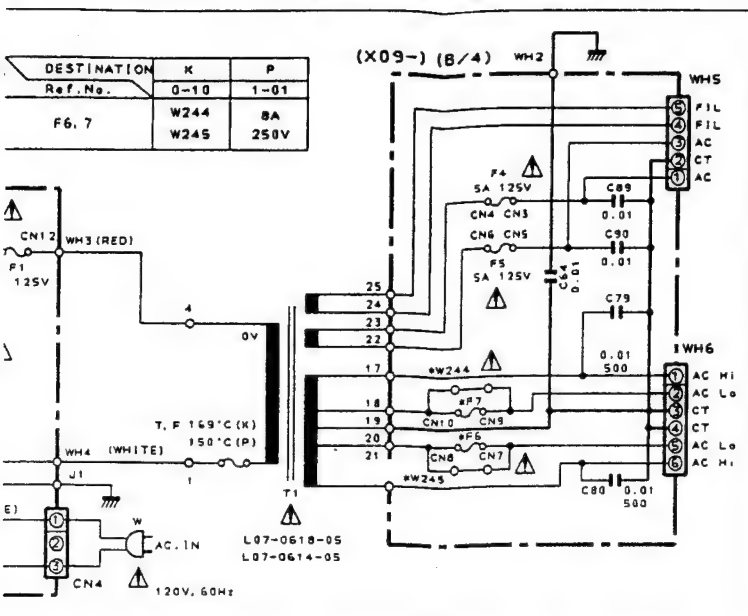 (X09-) (B/4)
WH2
WH5
DESTINATION K P
Ref.No. 0-10 1-01
F6, 7
W244
W245
8A
250V
5 FIL
4 FIL
3 AC
2 CT
1 AC
F4
5A 125V
CN4 CN3
C89
0.01
CN6 CN5
F5
5A 125V
C90
0.01
C64
0.01
CN12
WH3(RED)
F1
125V
25
24
23
22
4
0V
C79
0.01
500
WH6
17
*W244
1 AC Hi
2 AC Lo
3 CT
4 CT
5 AC Lo
6 AC Hi
18
*F7
CN10 CN9
19
20
*F6
CN8 CN7
21
*W245
C80 0.01
500
T.F 169°C(K)
150°C(P)
WH4 (WHITE)
1
J1
T1
L07-0618-05
L07-0614-05
E)
1
2
3
CN4
W
AC.IN
120V, 60Hz